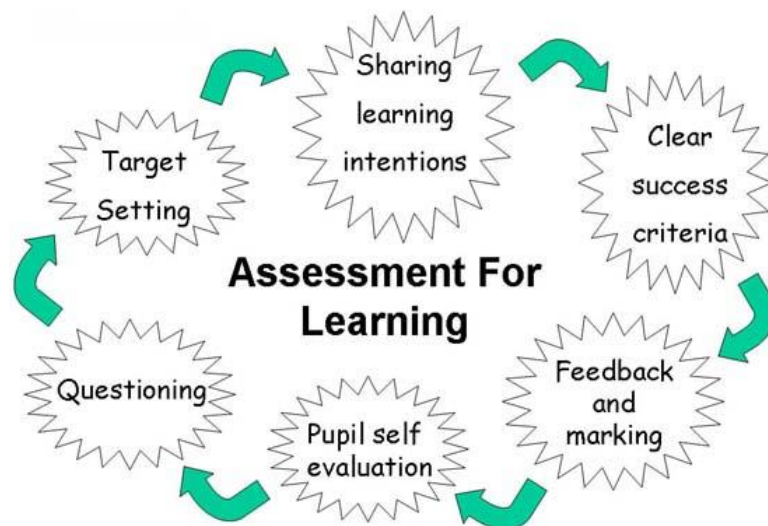 Sharing
learning
intentions
Clear
success
criteria
Feedback
and
marking
Pupil self
evaluation
Questioning
Target
Setting
Assessment For
Learning